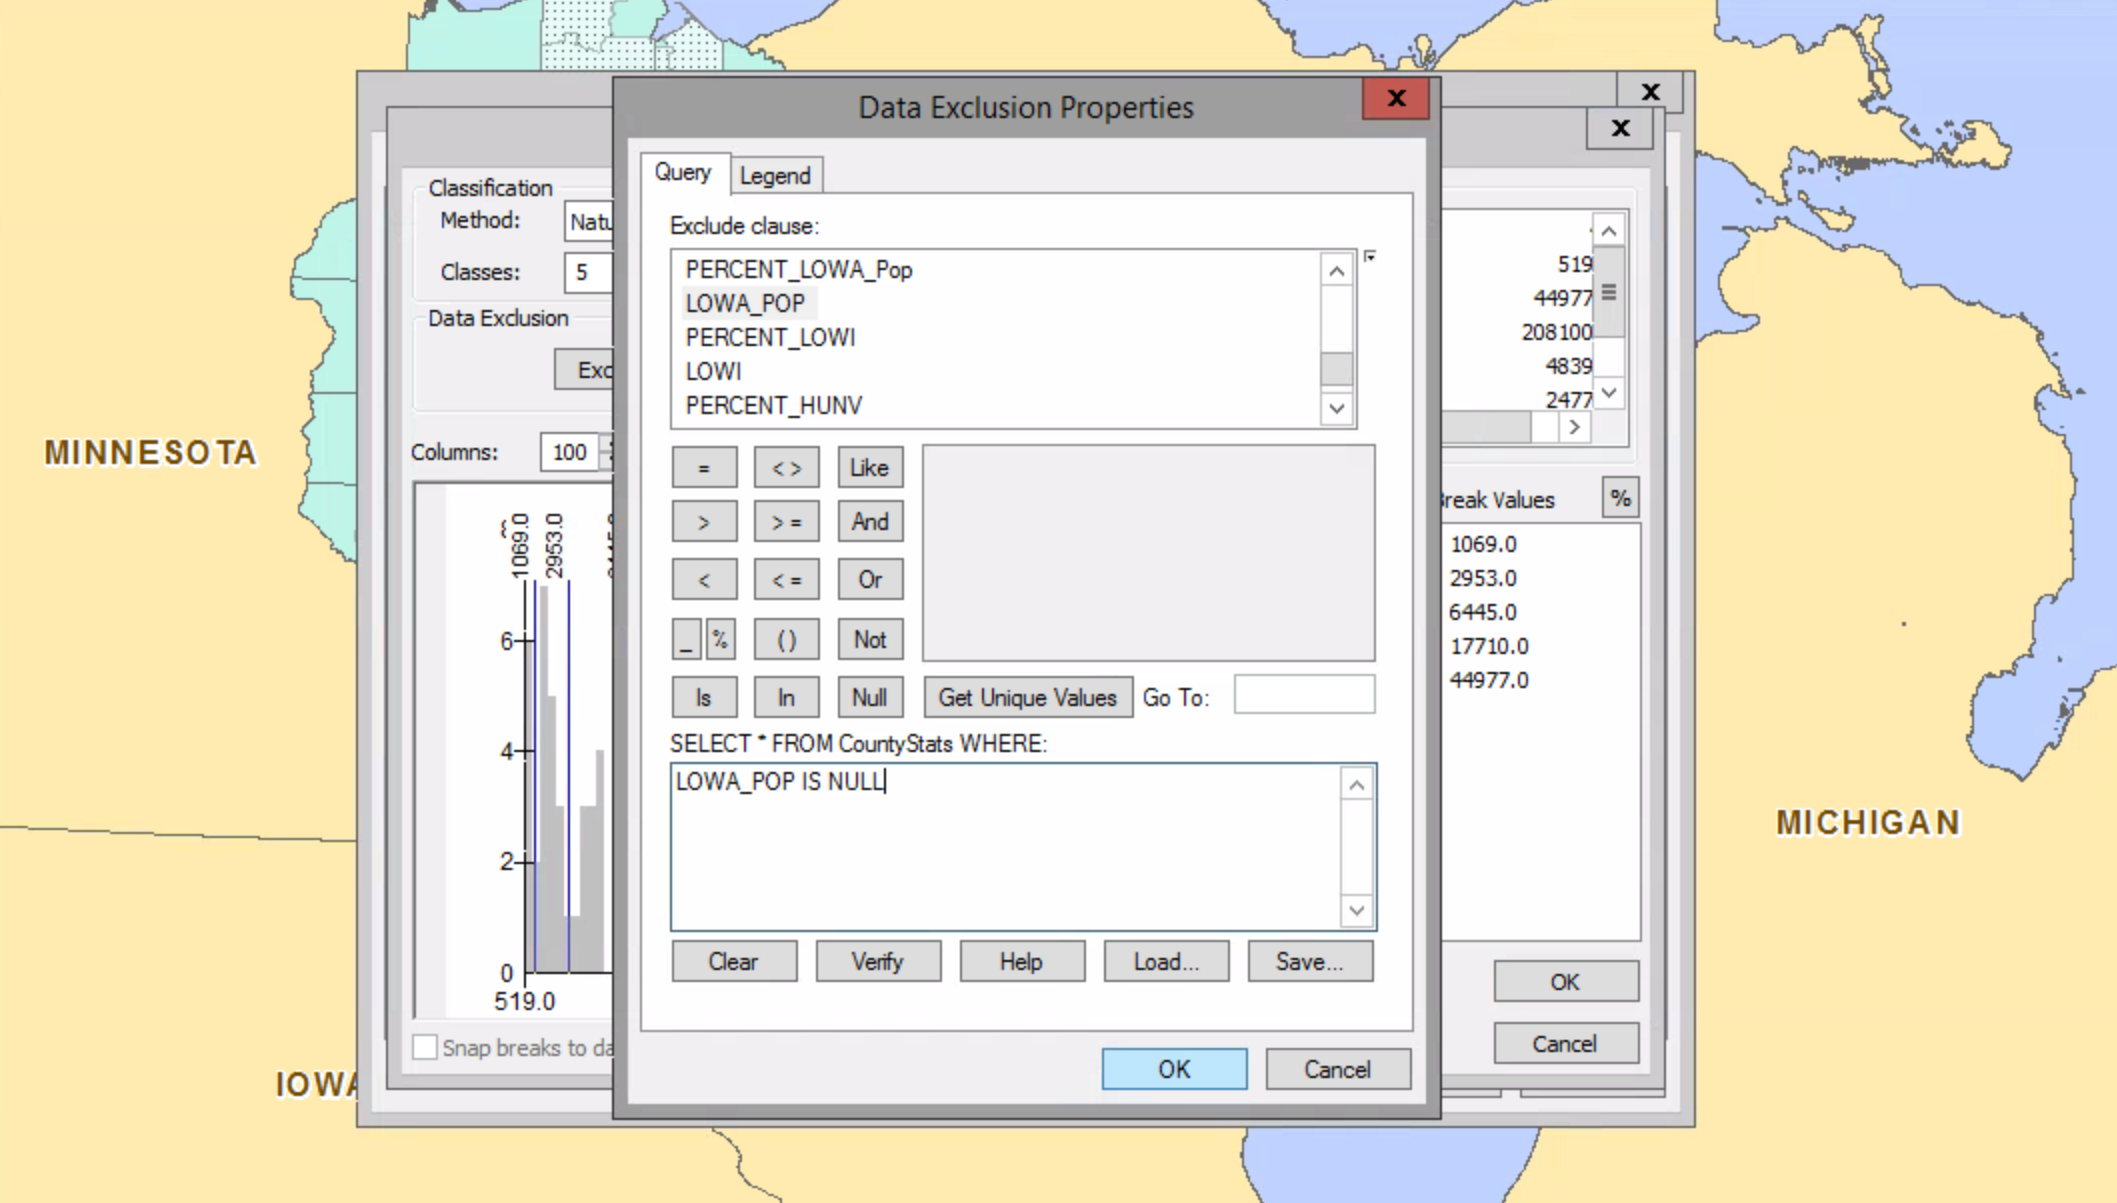 Data Exclusion Properties
x
x
x
Query
Legend
Classification
Method:
Natu
Classes:
5
Data Exclusion
Exc
Columns:
100
Exclude clause:
PERCENT_LOWA_Pop
LOWA_POP
PERCENT_LOWI
LOWI
PERCENT_HUNV
519
44977
208100
4839
2477
= <> Like
> >= And
< <= Or
_ % () Not
Is In Null Get Unique Values Go To:
SELECT * FROM CountyStats WHERE:
LOWA_POP IS NULL
Clear Verify Help Load... Save...
OK Cancel
Break Values %
1069.0
2953.0
6445.0
17710.0
44977.0
OK
Cancel
1069.0
2953.0
6
4
2
0
519.0
Snap breaks to da
MINNESOTA
IOWA
MICHIGAN